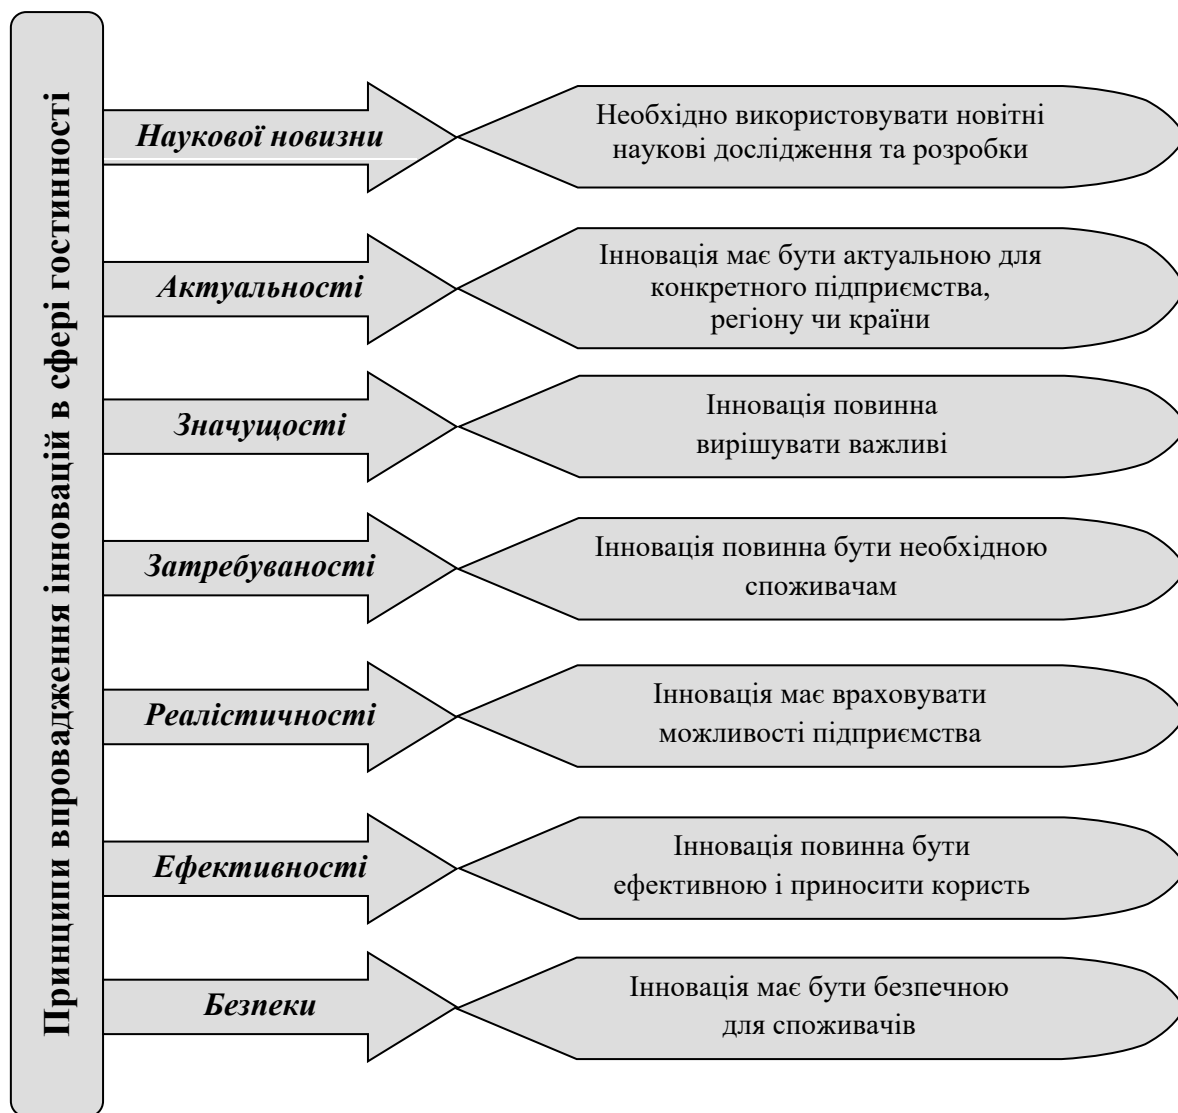 Принципи впровадження інновацій в сфері гостинності
Наукової новизни
Необхідно використовувати новітні
наукові дослідження та розробки
Актуальності
Інновація має бути актуальною для
конкретного підприємства,
регіону чи країни
Значущості
Інновація повинна
вирішувати важливі
Затребуваності
Інновація повинна бути необхідною
споживачам
Реалістичності
Інновація має враховувати
можливості підприємства
Ефективності
Інновація повинна бути
ефективною і приносити користь
Безпеки
Інновація має бути безпечною
для споживачів